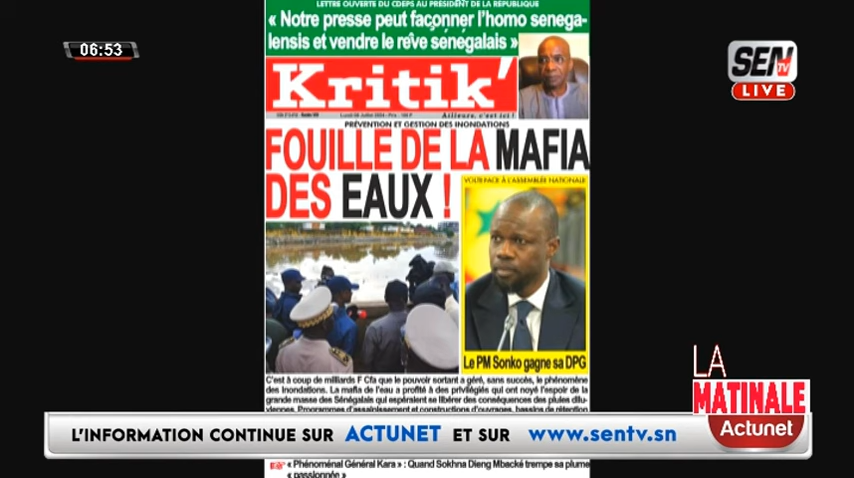 LETTRE OUVERTE DU CDEPS AU PRÉSIDENT DE LA RÉPUBLIQUE
« Notre presse peut façonner l'homo senega-
lensis et vendre le rêve sénégalais »
06:53
SEN TV
LIVE
Kritik'
Lundi 08 Juillet 2024 - Prix : 100 F
Ailleurs, c'est ici !
PRÉVENTION ET GESTION DES INONDATIONS
FOUILLE DE LA MAFIA
DES EAUX !
VOLTE-FACE À L'ASSEMBLÉE NATIONALE
Le PM Sonko gagne sa DPG
C'est à coup de milliards F Cfa que le pouvoir sortant a géré, sans succès, le phénomène
des inondations. La mafia de l'eau a profité à des privilégiés qui ont noyé l'espoir de la
grande masse des Sénégalais qui espéraient se libérer des conséquences des pluies dilu-
viennes. Programmes d'assainissement et constructions d'ouvrages, bassins de rétention
LA
MATINALE
Actunet
L'INFORMATION CONTINUE SUR ACTUNET ET SUR www.sentv.sn
« Phénoménal Général Kara » : Quand Sokhna Dieng Mbacké trempe sa plume
« passionnée »